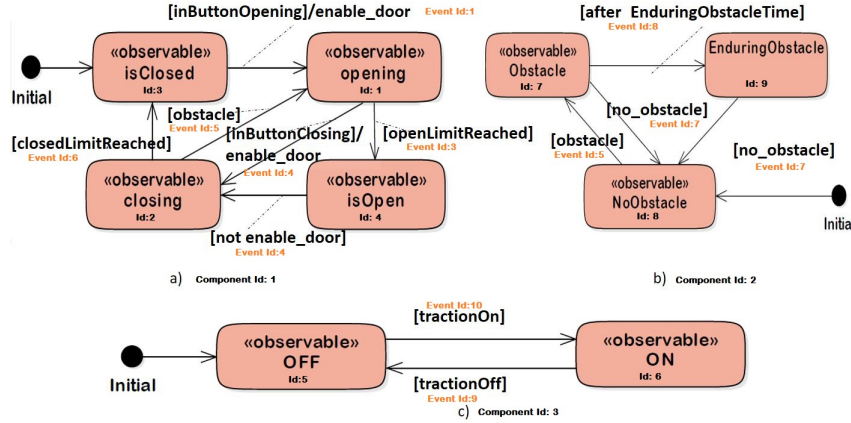 [inButtonOpening]/enable_door Event Id:1
«observable»
isClosed
Id:3
«observable»
opening
Id: 1
Initial
[obstacle]
Event Id:5
[closedLimitReached]
Event Id:6
[inButtonClosing]/
enable_door
Event Id:4
[openLimitReached]
Event Id:3
«observable»
closing
Id:2
«observable»
isOpen
Id: 4
[not enable_door]
Event Id:4
a) Component Id: 1
[after EnduringObstacleTime]
Event Id:8
«observable»
Obstacle
Id: 7
EnduringObstacle
Id: 9
[no_obstacle]
Event Id:7
[obstacle]
Event Id:5
[no_obstacle]
Event Id:7
«observable»
NoObstacle
Id: 8
Initial
b) Component Id: 2
Event Id:10
[tractionOn]
«observable»
OFF
Id:5
«observable»
ON
Id: 6
Initial
[tractionOff]
Event Id:9
c) Component Id: 3